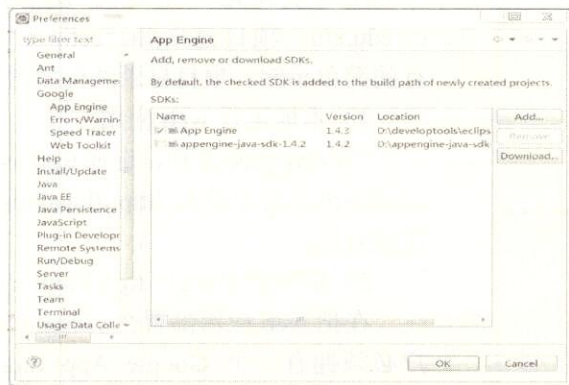 Preferences
type filter text
General
Ant
Data Managemen
Google
App Engine
Errors/Warnin
Speed Tracer
Web Toolkit
Help
Install/Update
Java
Java EE
Java Persistence
JavaScript
Plug-in Developr
Remote Systems
Run/Debug
Server
Tasks
Team
Terminal
Usage Data Colle
App Engine
Add, remove or download SDKs.
By default, the checked SDK is added to the build path of newly created projects.
SDKs:
Name Version Location
App Engine 1.4.3 D:\developtools\eclips
appengine-java-sdk-1.4.2 1.4.2 D:\appengine-java-sdk
Add...
Remove
Download...
OK
Cancel